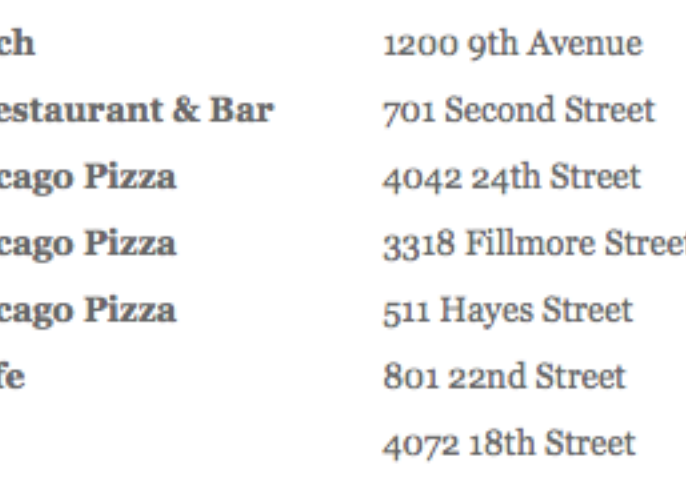 ch 1200 9th Avenue
estaurant & Bar 701 Second Street
cago Pizza 4042 24th Street
cago Pizza 3318 Fillmore Street
cago Pizza 511 Hayes Street
fe 801 22nd Street
4072 18th Street